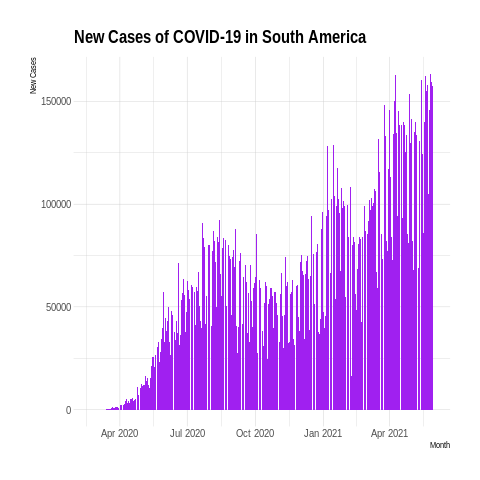 New Cases of COVID-19 in South America
New Cases
150000
100000
50000
0
Apr 2020 Jul 2020 Oct 2020 Jan 2021 Apr 2021
Month